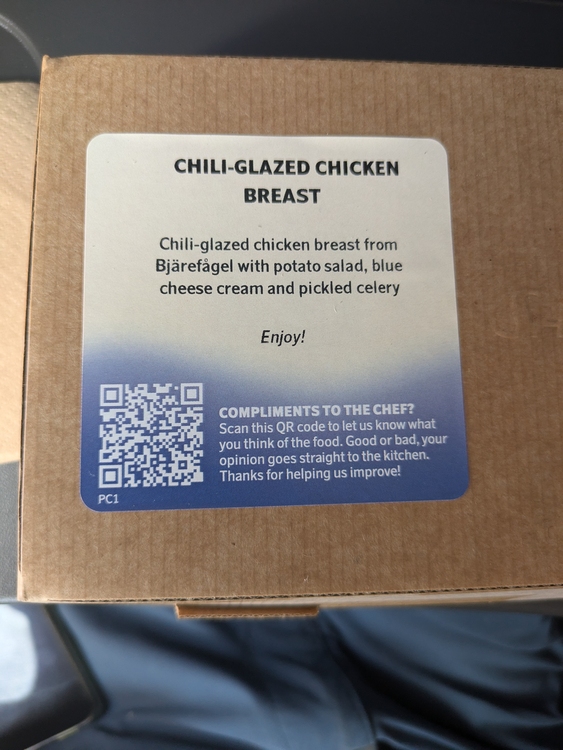 CHILI-GLAZED CHICKEN
BREAST
Chili-glazed chicken breast from
Bjärefågel with potato salad, blue
cheese cream and pickled celery
Enjoy!
COMPLIMENTS TO THE CHEF?
Scan this QR code to let us know what
you think of the food. Good or bad, your
opinion goes straight to the kitchen.
Thanks for helping us improve!
PC1